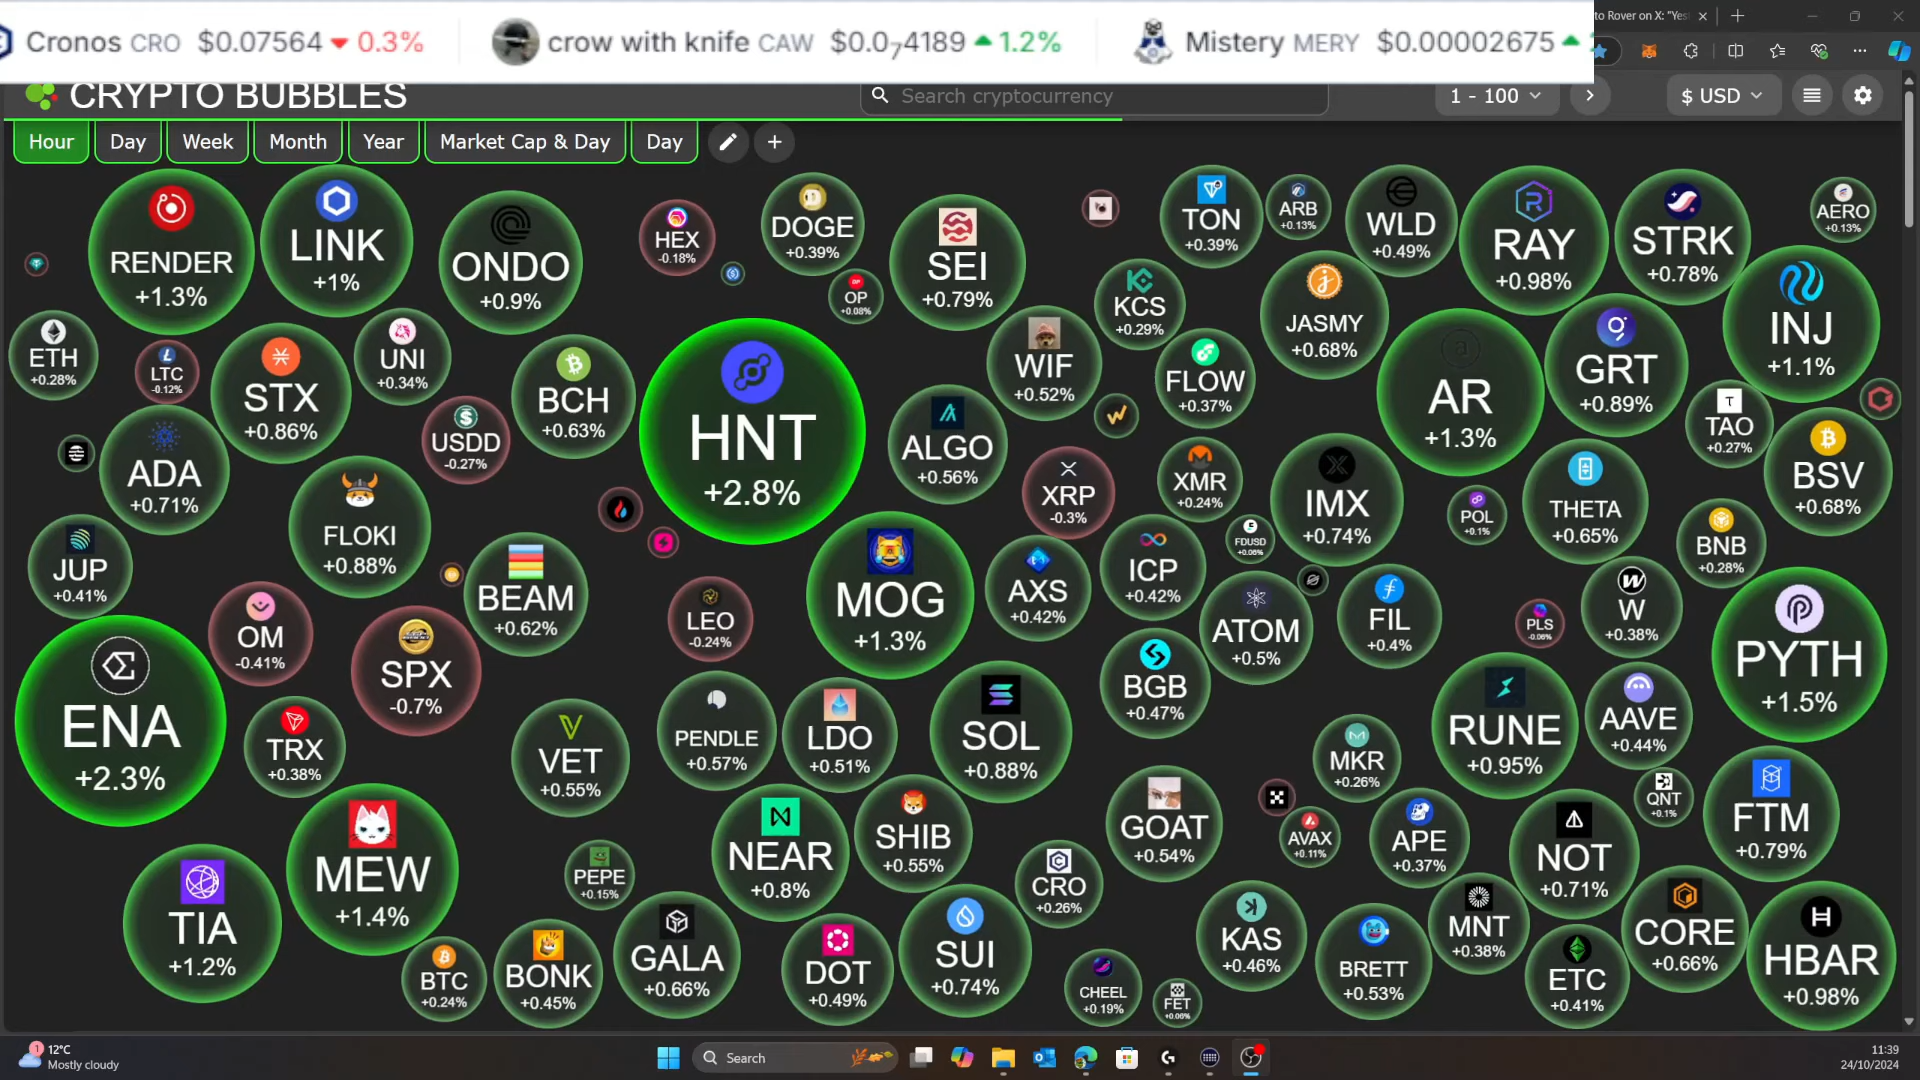 Cronos CRO $0.07564 ▼ 0.3% crow with knife CAW $0.0₇4189 ▲ 1.2% Mistery MERY $0.00002675 ▲
to Rover on X: "Yes
CRYPTO BUBBLES Search cryptocurrency 1 - 100 $ USD
Hour Day Week Month Year Market Cap & Day Day
RENDER
+1.3%
LINK
+1%
ONDO
+0.9%
HEX
-0.18%
DOGE
+0.39%
OP
+0.08%
SEI
+0.79%
TON
+0.39%
ARB
+0.13%
WLD
+0.49%
RAY
+0.98%
STRK
+0.78%
AERO
+0.13%
ETH
+0.28%
LTC
-0.12%
STX
+0.86%
UNI
+0.34%
USDD
-0.27%
BCH
+0.63%
HNT
+2.8%
WIF
+0.52%
KCS
+0.29%
FLOW
+0.37%
JASMY
+0.68%
AR
+1.3%
GRT
+0.89%
INJ
+1.1%
TAO
+0.27%
BSV
+0.68%
ADA
+0.71%
FLOKI
+0.88%
ALGO
+0.56%
XRP
-0.3%
XMR
+0.24%
FDUSD
+0.06%
IMX
+0.74%
POL
+0.1%
THETA
+0.65%
BNB
+0.28%
JUP
+0.41%
OM
-0.41%
SPX
-0.7%
BEAM
+0.62%
LEO
-0.24%
MOG
+1.3%
AXS
+0.42%
ICP
+0.42%
ATOM
+0.5%
FIL
+0.4%
PLS
-0.06%
W
+0.38%
PYTH
+1.5%
ENA
+2.3%
TRX
+0.38%
VET
+0.55%
PENDLE
+0.57%
LDO
+0.51%
SOL
+0.88%
BGB
+0.47%
MKR
+0.26%
RUNE
+0.95%
AAVE
+0.44%
QNT
+0.1%
FTM
+0.79%
TIA
+1.2%
MEW
+1.4%
PEPE
+0.15%
NEAR
+0.8%
SHIB
+0.55%
CRO
+0.26%
GOAT
+0.54%
AVAX
+0.11%
APE
+0.37%
NOT
+0.71%
BTC
+0.24%
BONK
+0.45%
GALA
+0.66%
DOT
+0.49%
SUI
+0.74%
CHEEL
+0.19%
FET
+0.06%
KAS
+0.46%
BRETT
+0.53%
MNT
+0.38%
ETC
+0.41%
CORE
+0.66%
HBAR
+0.98%
1
12°C
Mostly cloudy
Search
11:39
24/10/2024